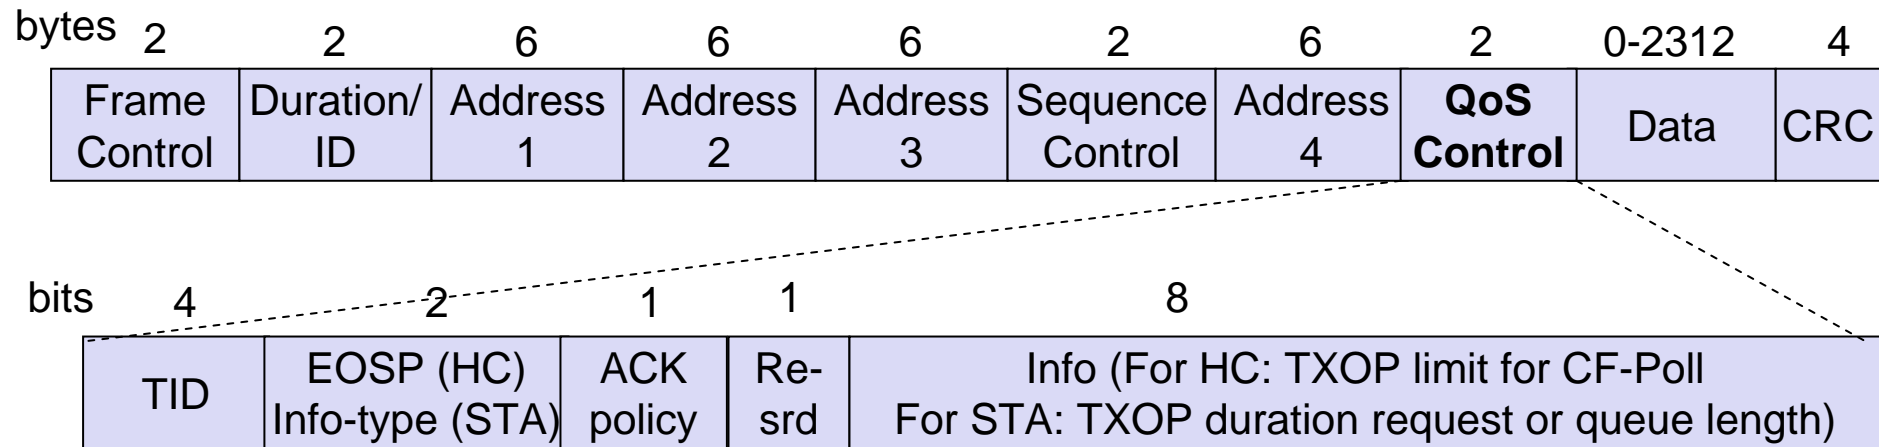 bytes 2 2 6 6 6 2 6 2 0-2312 4
Frame Control Duration/ ID Address 1 Address 2 Address 3 Sequence Control Address 4 QoS Control Data CRC
bits 4 2 1 1 8
TID EOSP (HC) Info-type (STA) ACK policy Re- srd Info (For HC: TXOP limit for CF-Poll
For STA: TXOP duration request or queue length)